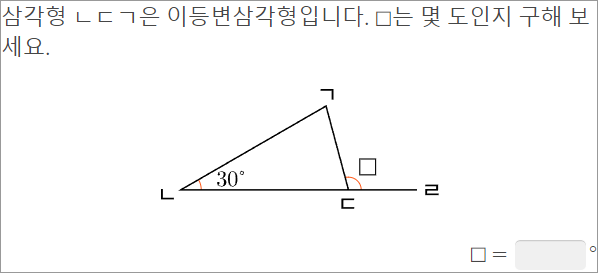 삼각형 ㄴㄷㄱ은 이등변삼각형입니다. □는 몇 도인지 구해 보
세요.
ㄱ
□
30°
ㄴ
ㄷ
ㄹ
□ = °